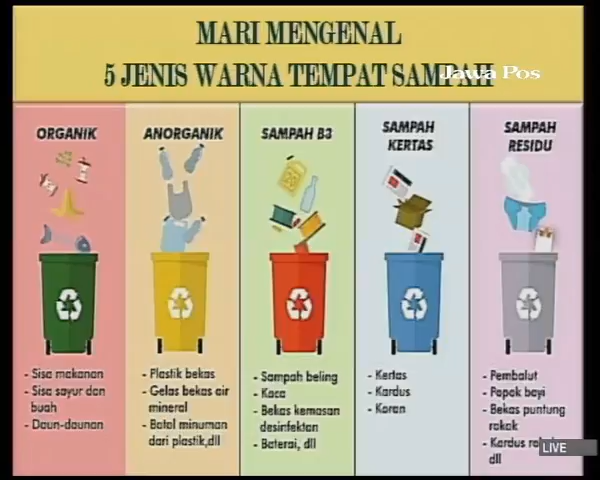 MARI MENGENAL
5 JENIS WARNA TEMPAT SAMPAH
Jawa Pos
ORGANIK
- Sisa makanan
- Sisa sayur dan
buah
- Daun-daunan
ANORGANIK
- Plastik bekas
- Gelas bekas air
mineral
- Botol minuman
dari plastik,dll
SAMPAH B3
- Sampah beling
- Kaca
- Bekas kemasan
desinfektan
- Baterai, dll
SAMPAH
KERTAS
- Kertas
- Kardus
- Koran
SAMPAH
RESIDU
- Pembalut
- Popok bayi
- Bekas puntung
rokok
- Kardus
dll
LIVE